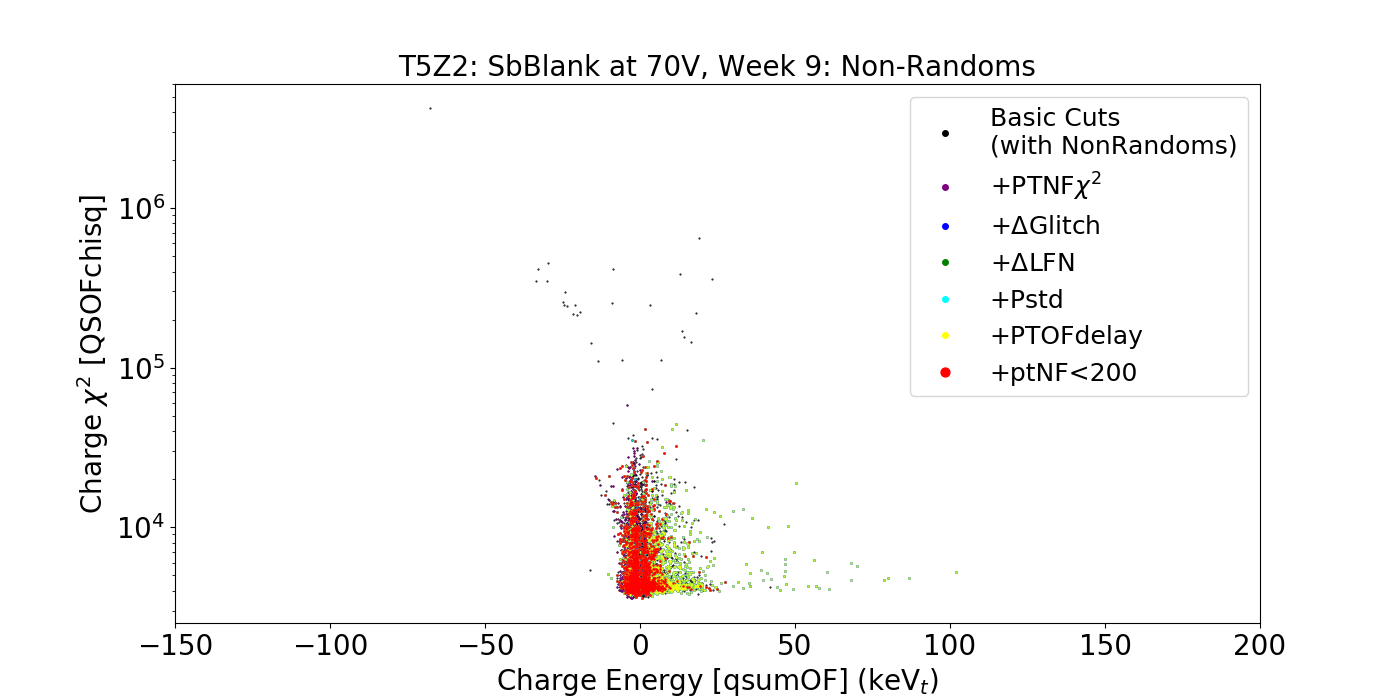 T5Z2: SbBlank at 70V, Week 9: Non-Randoms
Charge χ² [QSOFchisq]
10⁶
10⁵
10⁴
Basic Cuts
(with NonRandoms)
+PTNFχ²
+ΔGlitch
+ΔLFN
+Pstd
+PTOFdelay
+ptNF<200
−150 −100 −50 0 50 100 150 200
Charge Energy [qsumOF] (keVₜ)